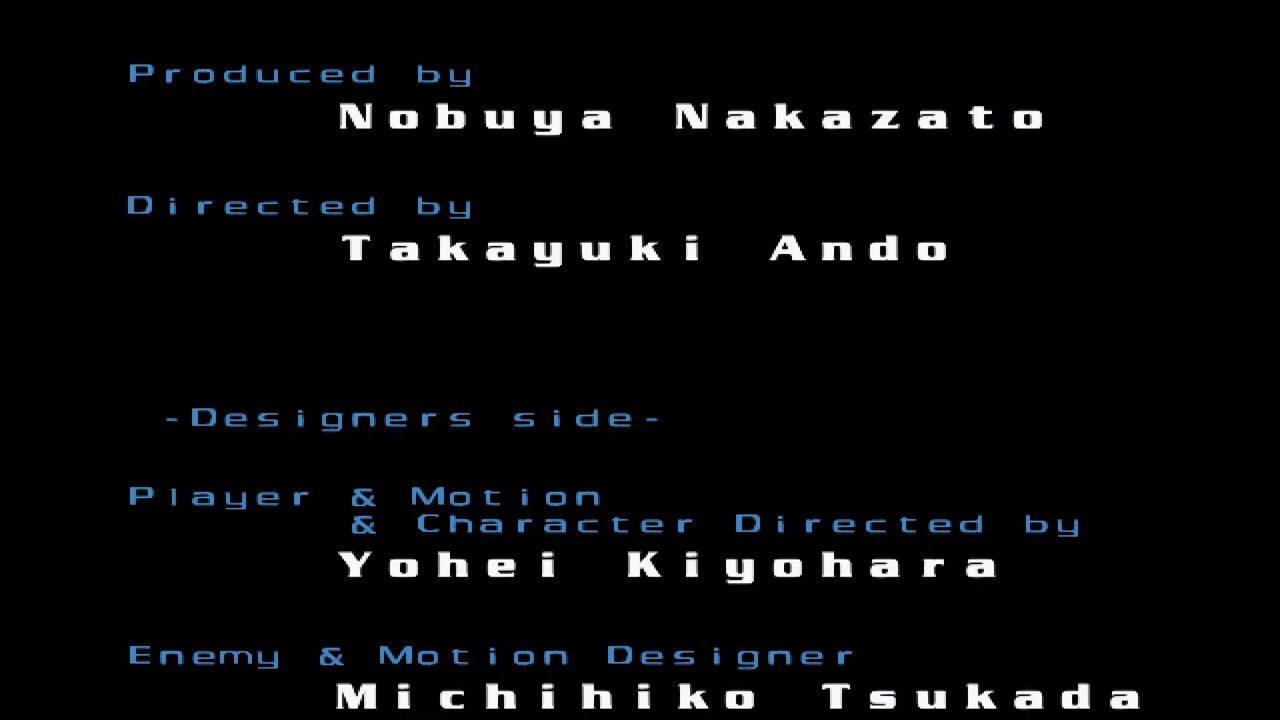 Produced by
Nobuya Nakazato
Directed by
Takayuki Ando
-Designers side-
Player & Motion
& Character Directed by
Yohei Kiyohara
Enemy & Motion Designer
Michihiko Tsukada